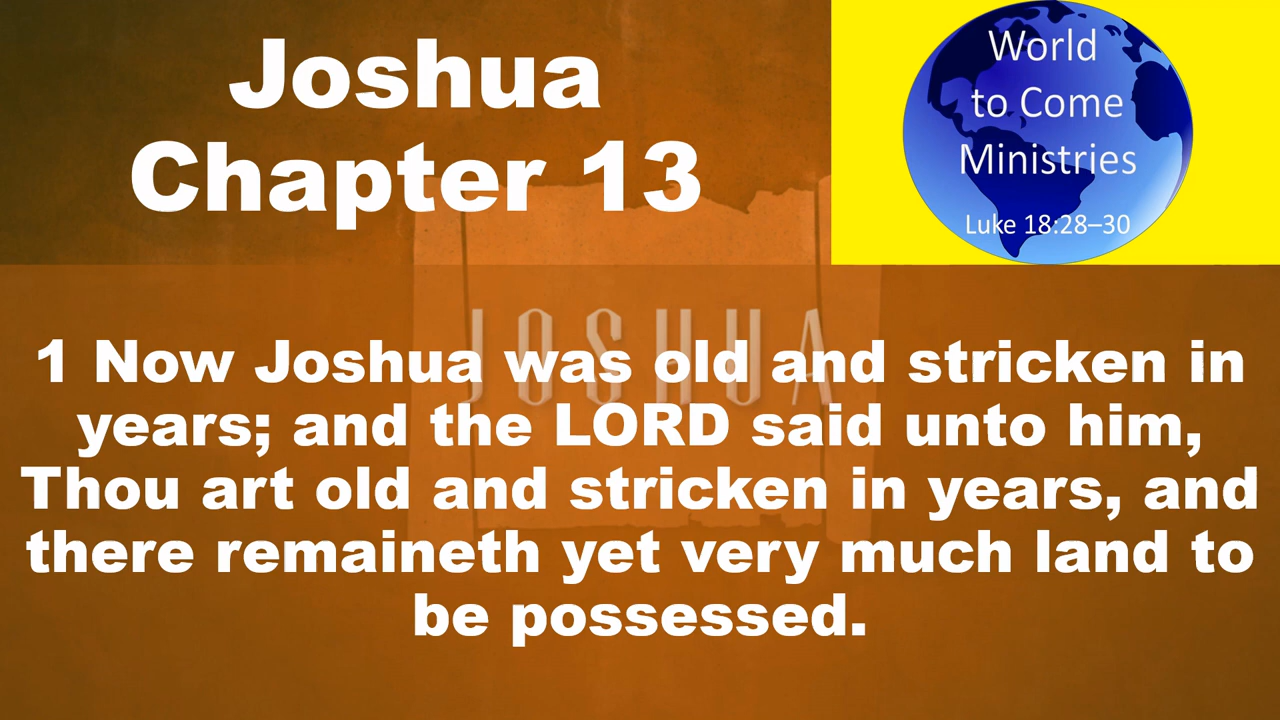 Joshua
Chapter 13
World
to Come
Ministries
Luke 18:28–30
JOSHUA
1 Now Joshua was old and stricken in
years; and the LORD said unto him,
Thou art old and stricken in years, and
there remaineth yet very much land to
be possessed.